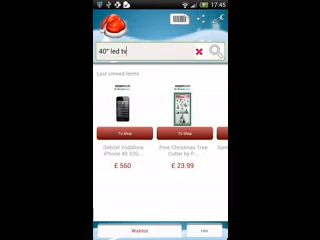 17:45
40" led tv
Last viewed items
To Shop
To Shop
Debitel Vodafone
iPhone 4S 32G...
Pine Christmas Tree
Cutter by P...
£ 560
£ 23.99
Wishlist